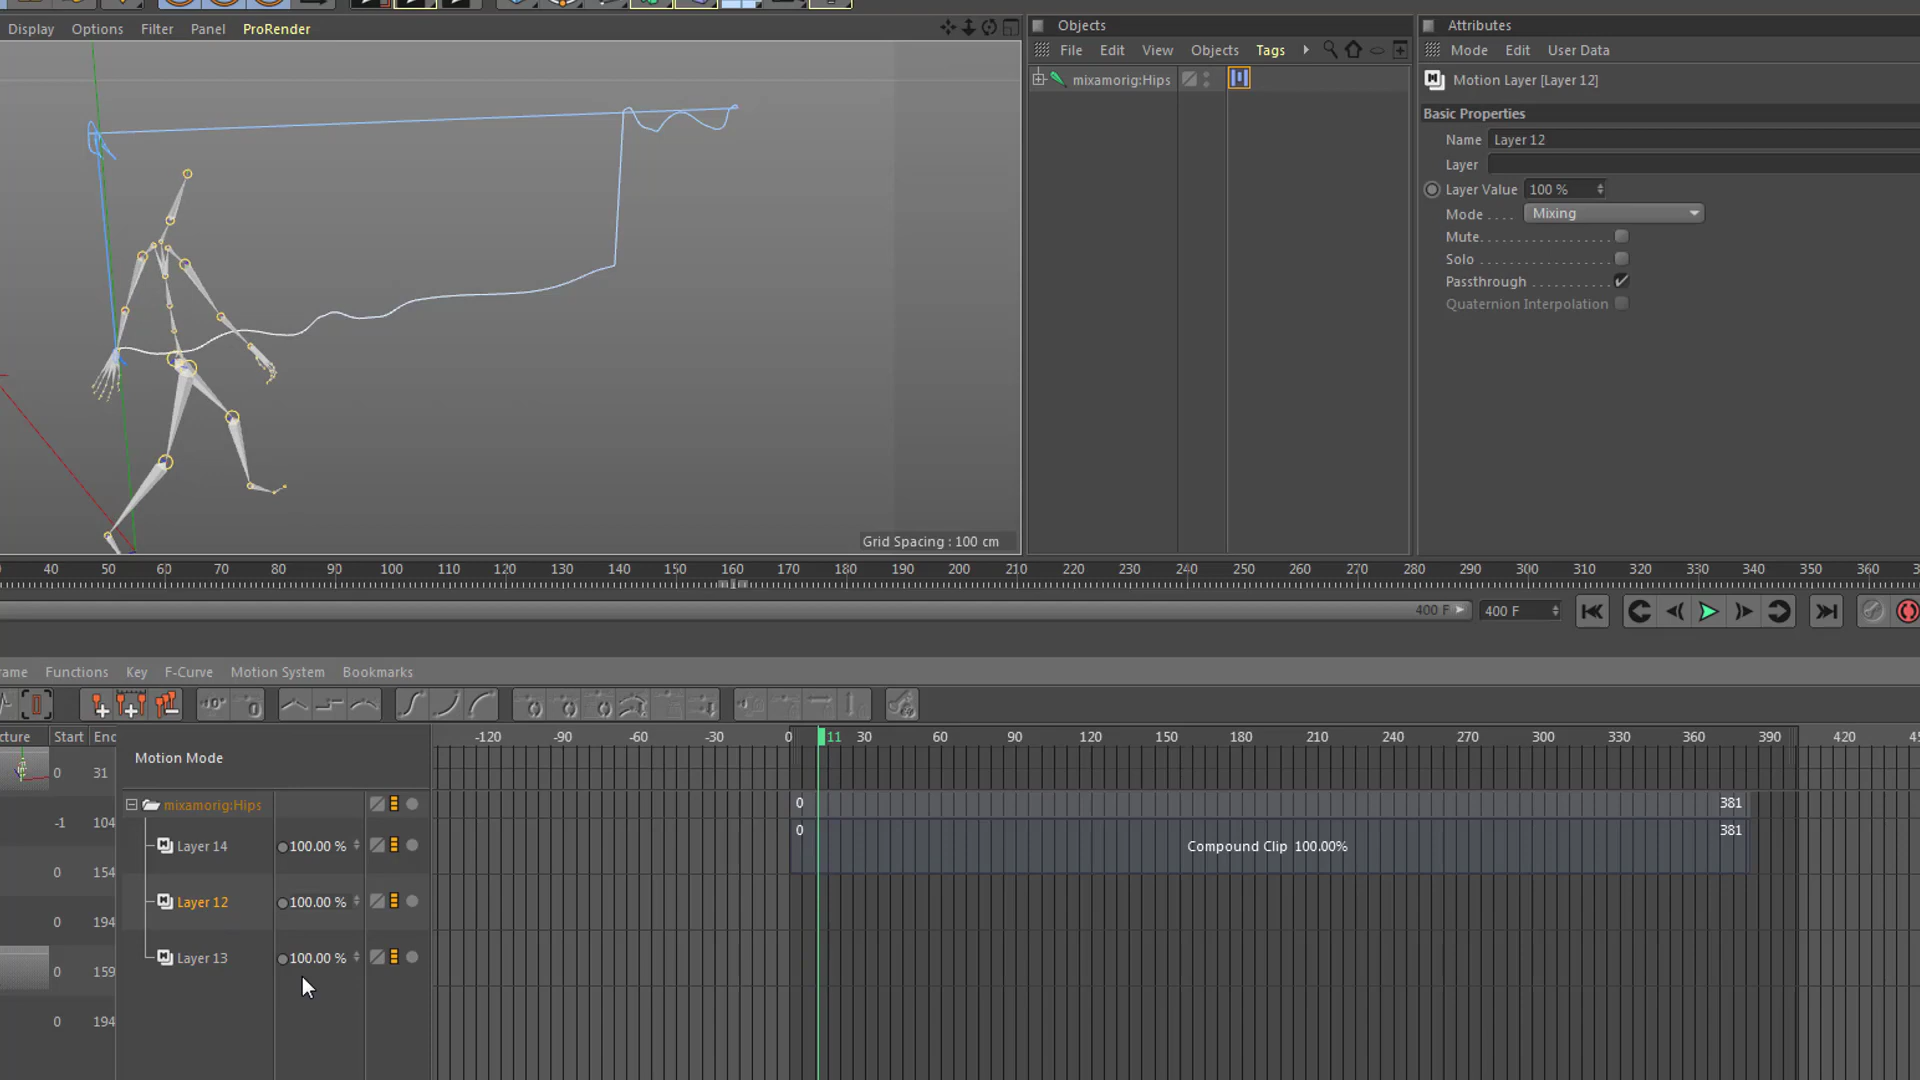 Display Options Filter Panel ProRender
Objects
File Edit View Objects Tags
mixamorig:Hips
Attributes
Mode Edit User Data
Motion Layer [Layer 12]
Basic Properties
Name Layer 12
Layer
Layer Value 100 %
Mode . . . . Mixing
Mute
Solo
Passthrough
Quaternion Interpolation
Grid Spacing : 100 cm
40 50 60 70 80 90 100 110 120 130 140 150 160 170 180 190 200 210 220 230 240 250 260 270 280 290 300 310 320 330 340 350 360
400 F 400 F
Functions Key F-Curve Motion System Bookmarks
Start
-120 -90 -60 -30 0 11 30 60 90 120 150 180 210 240 270 300 330 360 390 420
Motion Mode
0 31
mixamorig:Hips 0 381
-1 104
0 381
Layer 14 100.00 % Compound Clip 100.00%
0 154
Layer 12 100.00 %
0 194
Layer 13 100.00 %
0 159
0 194